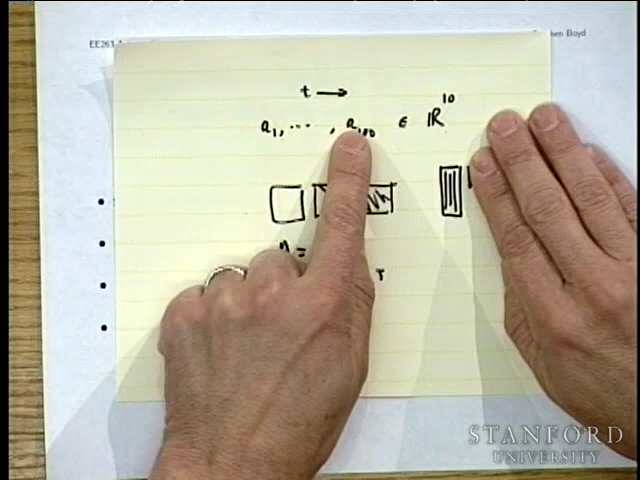 EE263
Stephen Boyd
t →
a₁, ⋯ , a₁₀₀ ∈ ℝ¹⁰
STANFORD
UNIVERSITY